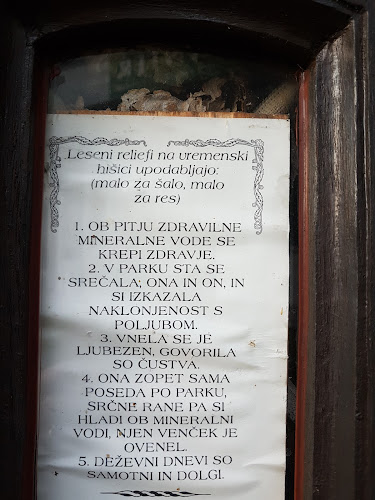 Leseni reliefi na vremenski
hišici upodabljajo:
(malo za šalo, malo
za res)
1. OB PITJU ZDRAVILNE
MINERALNE VODE SE
KREPI ZDRAVJE.
2. V PARKU STA SE
SREČALA; ONA IN ON, IN
SI IZKAZALA
NAKLONJENOST S
POLJUBOM.
3. VNELA SE JE
LJUBEZEN, GOVORILA
SO ČUSTVA.
4. ONA ZOPET SAMA
POSEDA PO PARKU,
SRČNE RANE PA SI
HLADI OB MINERALNI
VODI, NJEN VENČEK JE
OVENEL.
5. DEŽEVNI DNEVI SO
SAMOTNI IN DOLGI.